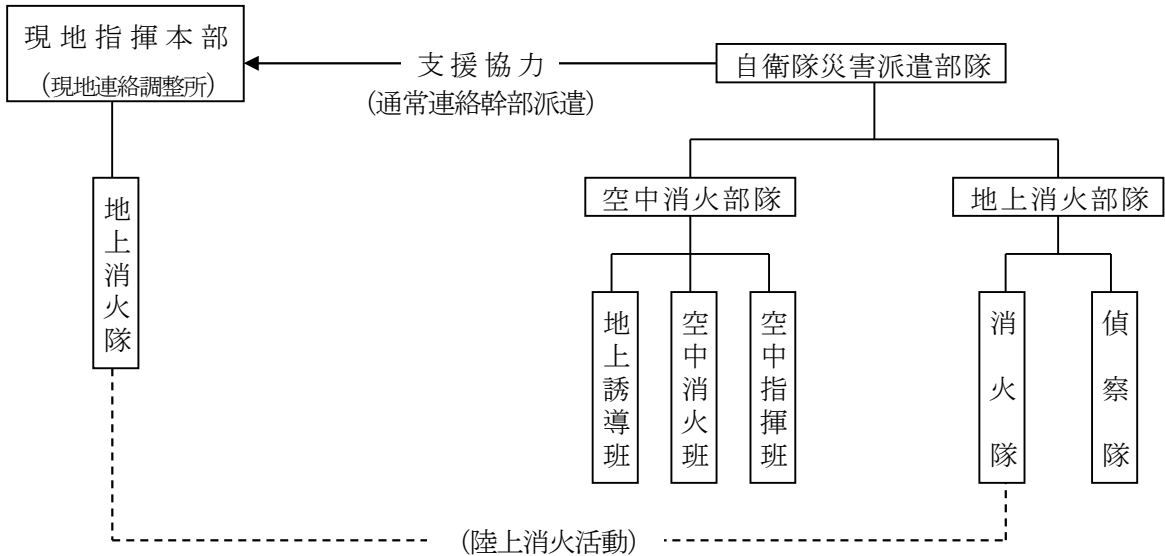 現地指揮本部
(現地連絡調整所)
支援協力
(通常連絡幹部派遣)
自衛隊災害派遣部隊
空中消火部隊
地上消火部隊
地上消火隊
地上誘導班
空中消火班
空中指揮班
消火隊
偵察隊
(陸上消火活動)